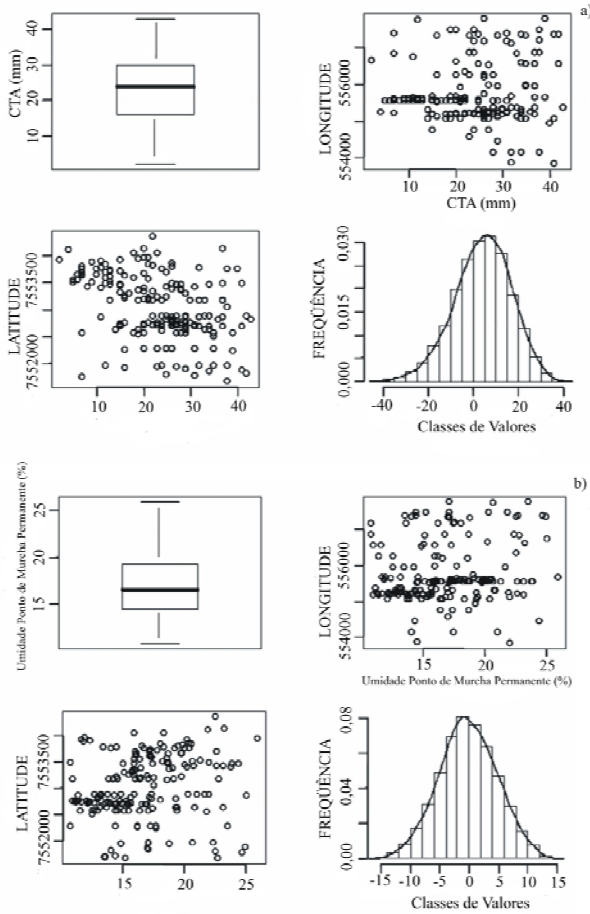 a)
CTA (mm)
40
30
20
10
LONGITUDE
556000
554000
10 20 30 40
CTA (mm)
LATITUDE
7553500
7552000
10 20 30 40
FREQÜÊNCIA
0,030
0,015
0,000
-40 -20 0 20 40
Classes de Valores
b)
Umidade Ponto de Murcha Permanente (%)
25
20
15
LONGITUDE
556000
554000
15 20 25
Umidade Ponto de Murcha Permanente (%)
LATITUDE
7553500
7552000
15 20 25
FREQÜÊNCIA
0,08
0,04
0,00
-15 -10 -5 0 5 10 15
Classes de Valores